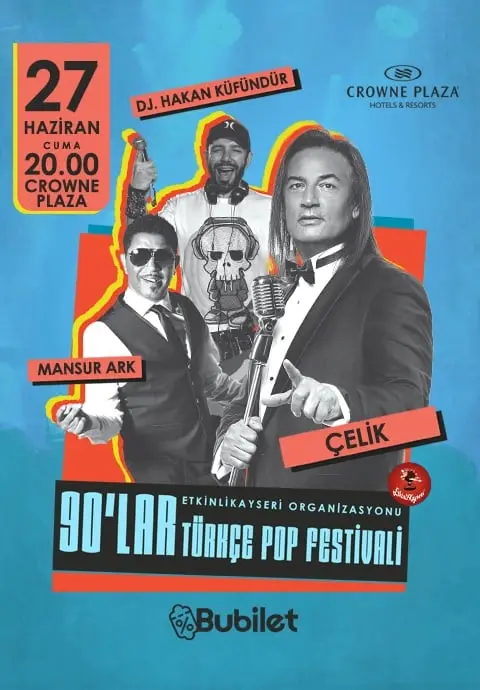 27
HAZİRAN
CUMA
20.00
CROWNE
PLAZA
DJ. HAKAN KÜFÜNDÜR
CROWNE PLAZA
HOTELS & RESORTS
MANSUR ARK
ÇELİK
ETKİNLİKAYSERİ ORGANİZASYONU
90'LAR TÜRKÇE POP FESTİVALİ
Bubilet